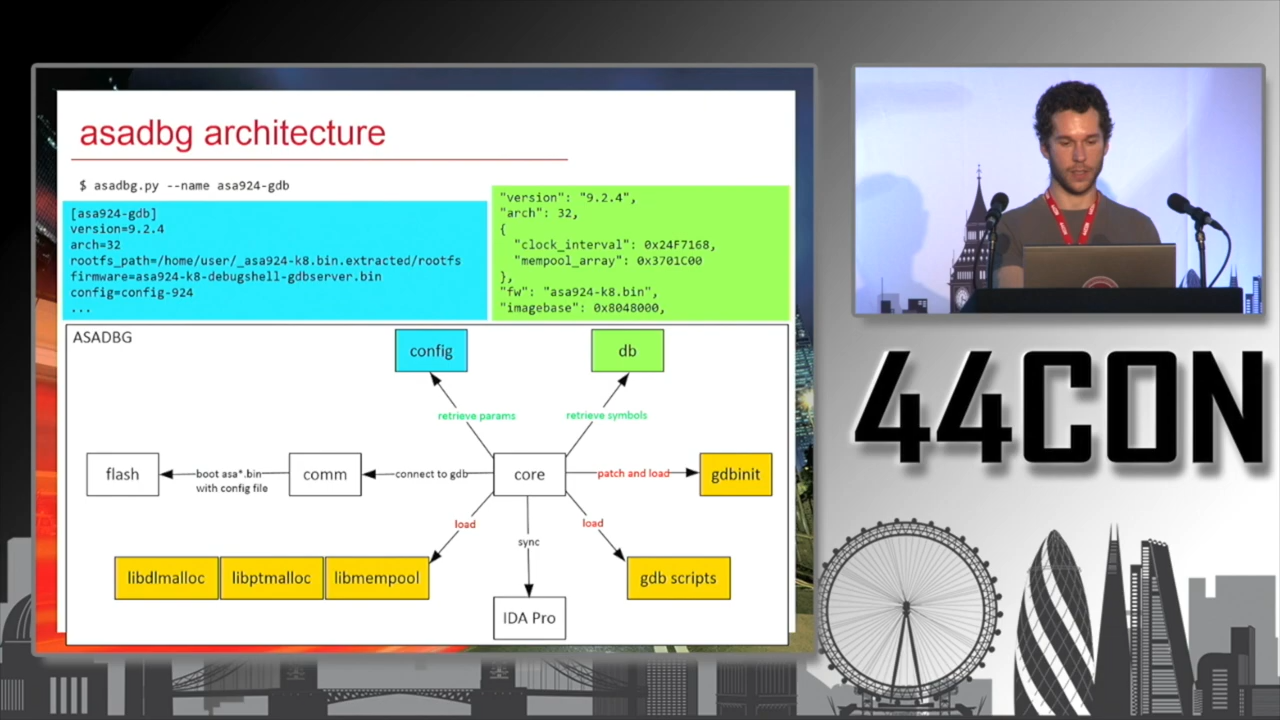 asadbg architecture
$ asadbg.py --name asa924-gdb
[asa924-gdb]
version=9.2.4
arch=32
rootfs_path=/home/user/_asa924-k8.bin.extracted/rootfs
firmware=asa924-k8-debugshell-gdbserver.bin
config=config-924
...
"version": "9.2.4",
"arch": 32,
{
"clock_interval": 0x24F7168,
"mempool_array": 0x3701C00
},
"fw": "asa924-k8.bin",
"imagebase": 0x8048000,
ASADBG
config
db
retrieve params
retrieve symbols
flash
boot asa*.bin
with config file
comm
connect to gdb
core
patch and load
gdbinit
load
sync
load
libdlmalloc
libptmalloc
libmempool
gdb scripts
IDA Pro
44CON